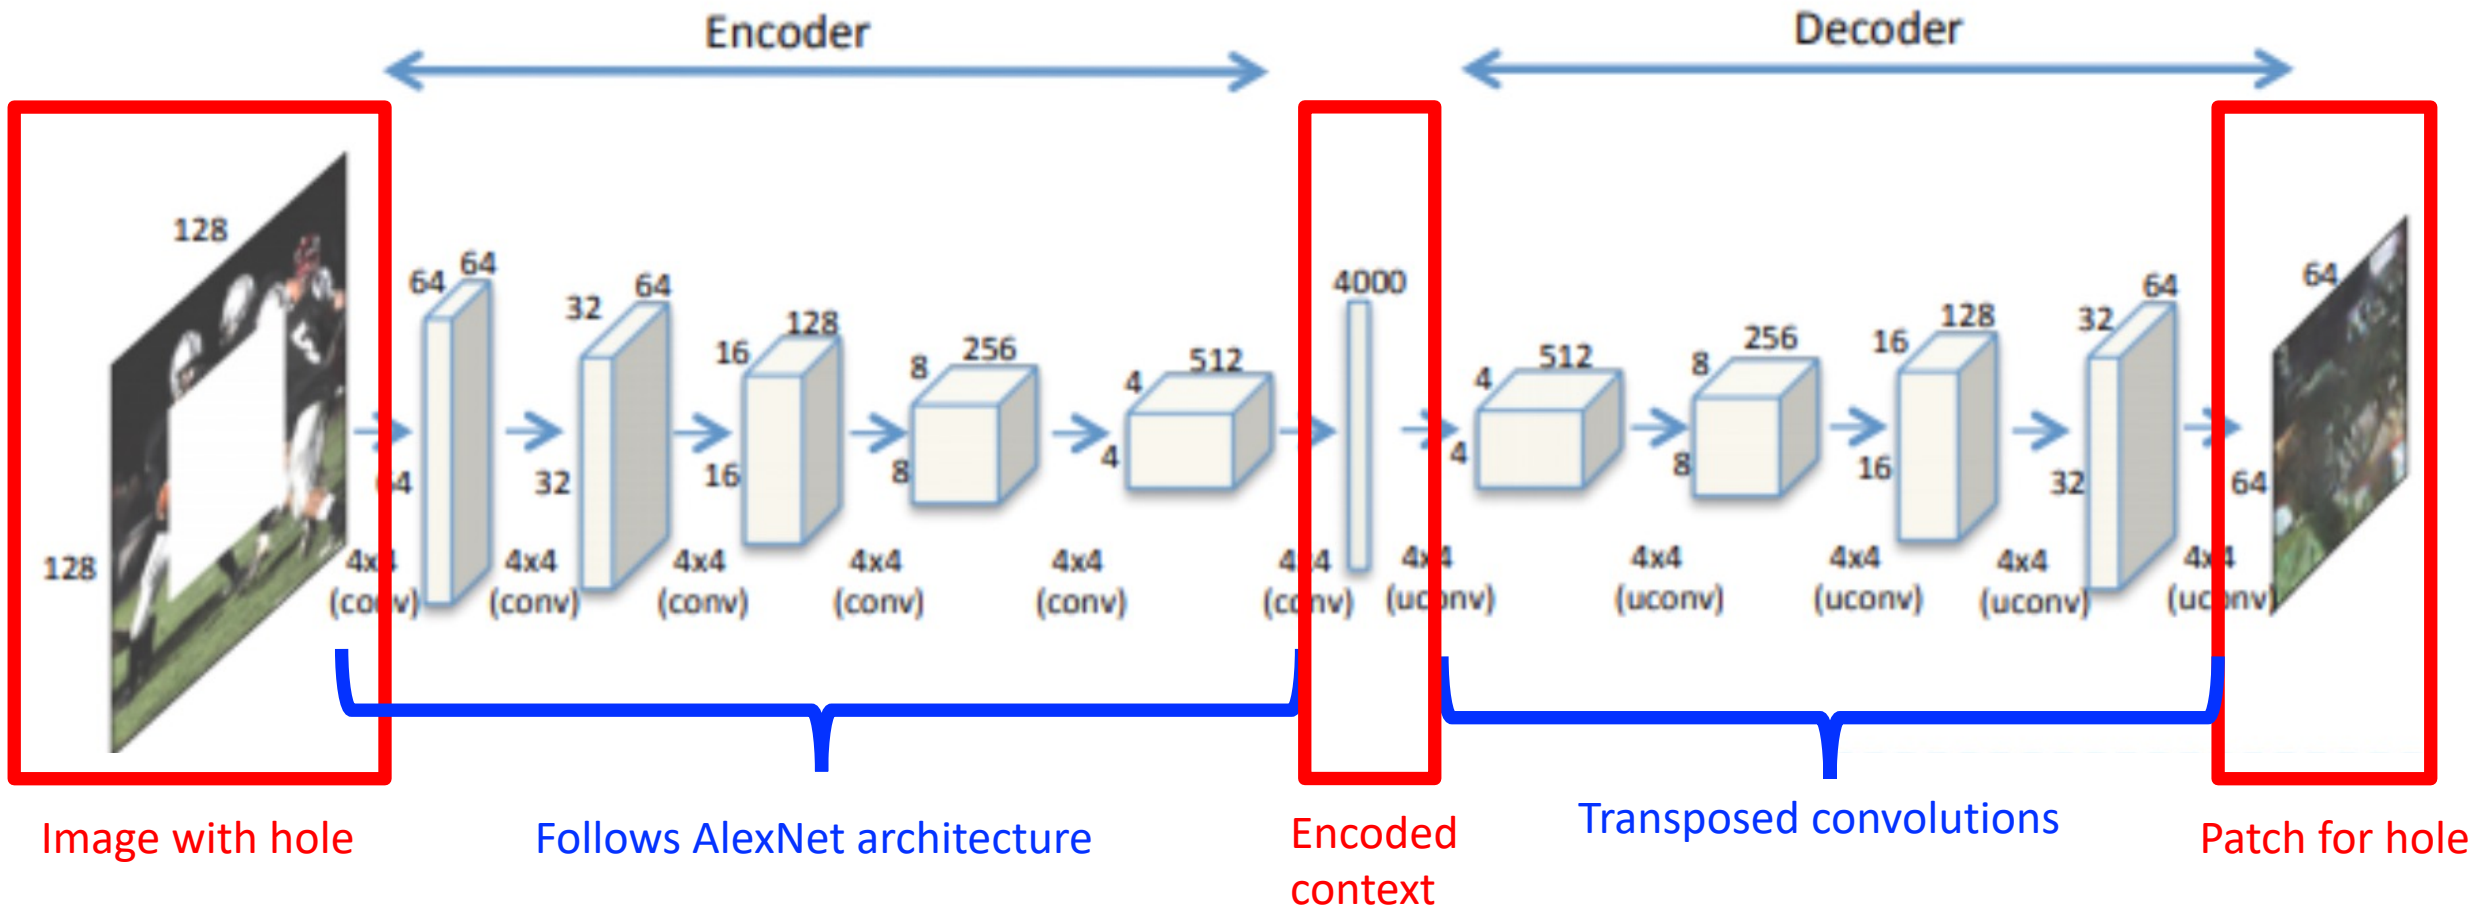 Encoder
Decoder
128
128
64
64
64
32
64
32
16
128
16
8
256
8
4
512
4
4000
4
512
4
8
256
8
16
128
16
32
64
32
64
64
4x4
(conv)
4x4
(conv)
4x4
(conv)
4x4
(conv)
4x4
(conv)
4x4
(conv)
4x4
(uconv)
4x4
(uconv)
4x4
(uconv)
4x4
(uconv)
4x4
(uconv)
Image with hole
Follows AlexNet architecture
Encoded
context
Transposed convolutions
Patch for hole